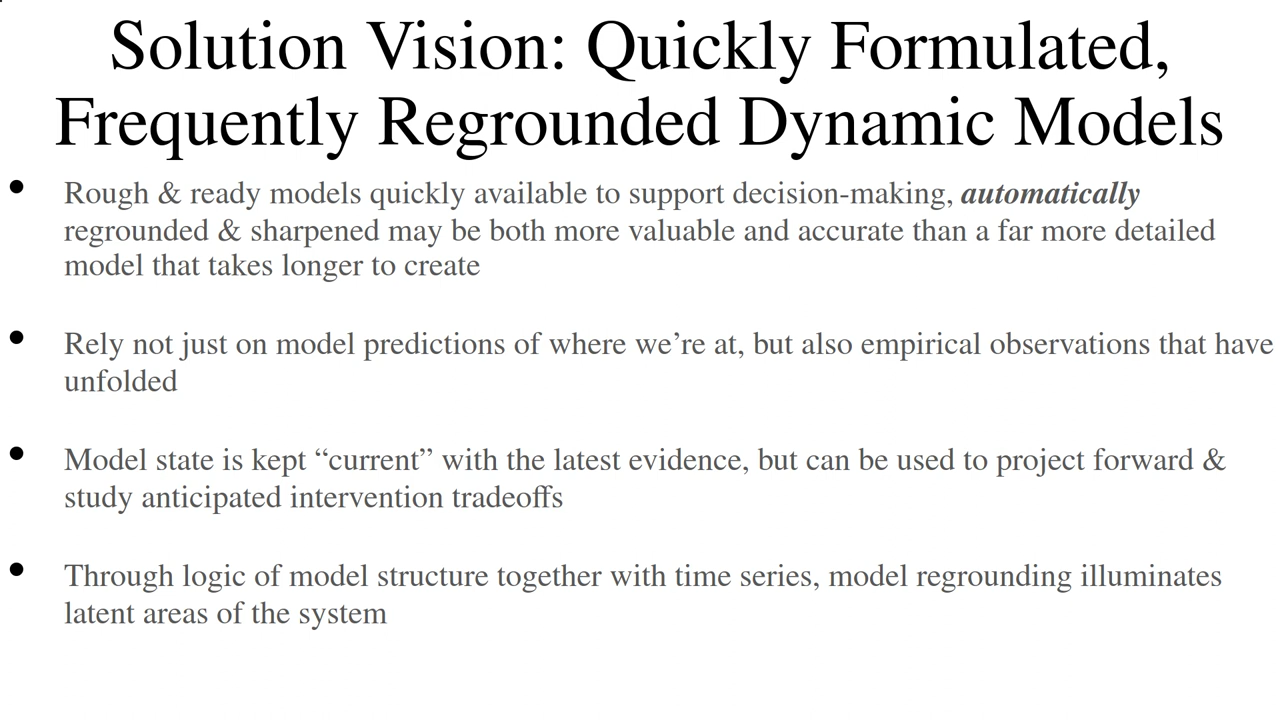 Solution Vision: Quickly Formulated,
Frequently Regrounded Dynamic Models
• Rough & ready models quickly available to support decision-making, automatically
regrounded & sharpened may be both more valuable and accurate than a far more detailed
model that takes longer to create
• Rely not just on model predictions of where we’re at, but also empirical observations that have
unfolded
• Model state is kept “current” with the latest evidence, but can be used to project forward &
study anticipated intervention tradeoffs
• Through logic of model structure together with time series, model regrounding illuminates
latent areas of the system